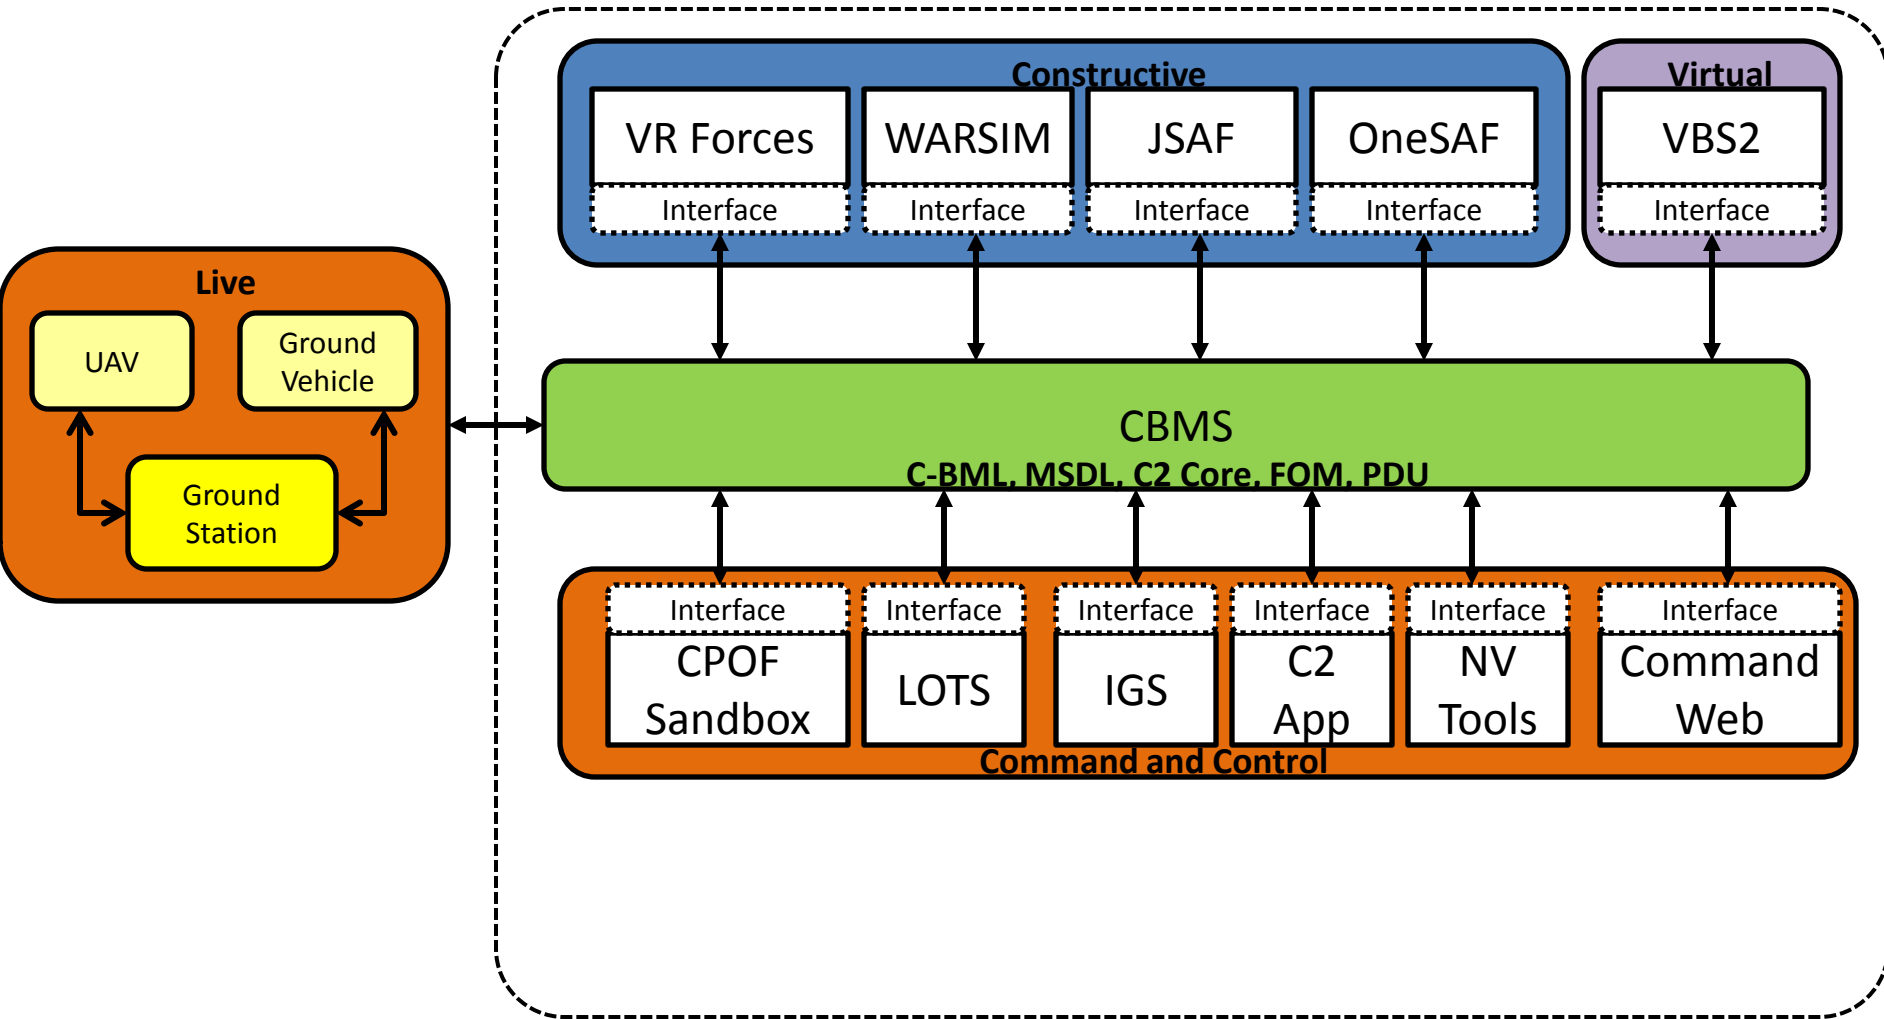 Constructive
Virtual
VR Forces
WARSIM
JSAF
OneSAF
VBS2
Interface
Interface
Interface
Interface
Interface
Live
UAV
Ground
Vehicle
Ground
Station
CBMS
C-BML, MSDL, C2 Core, FOM, PDU
Interface
Interface
Interface
Interface
Interface
Interface
CPOF
Sandbox
LOTS
IGS
C2
App
NV
Tools
Command
Web
Command and Control